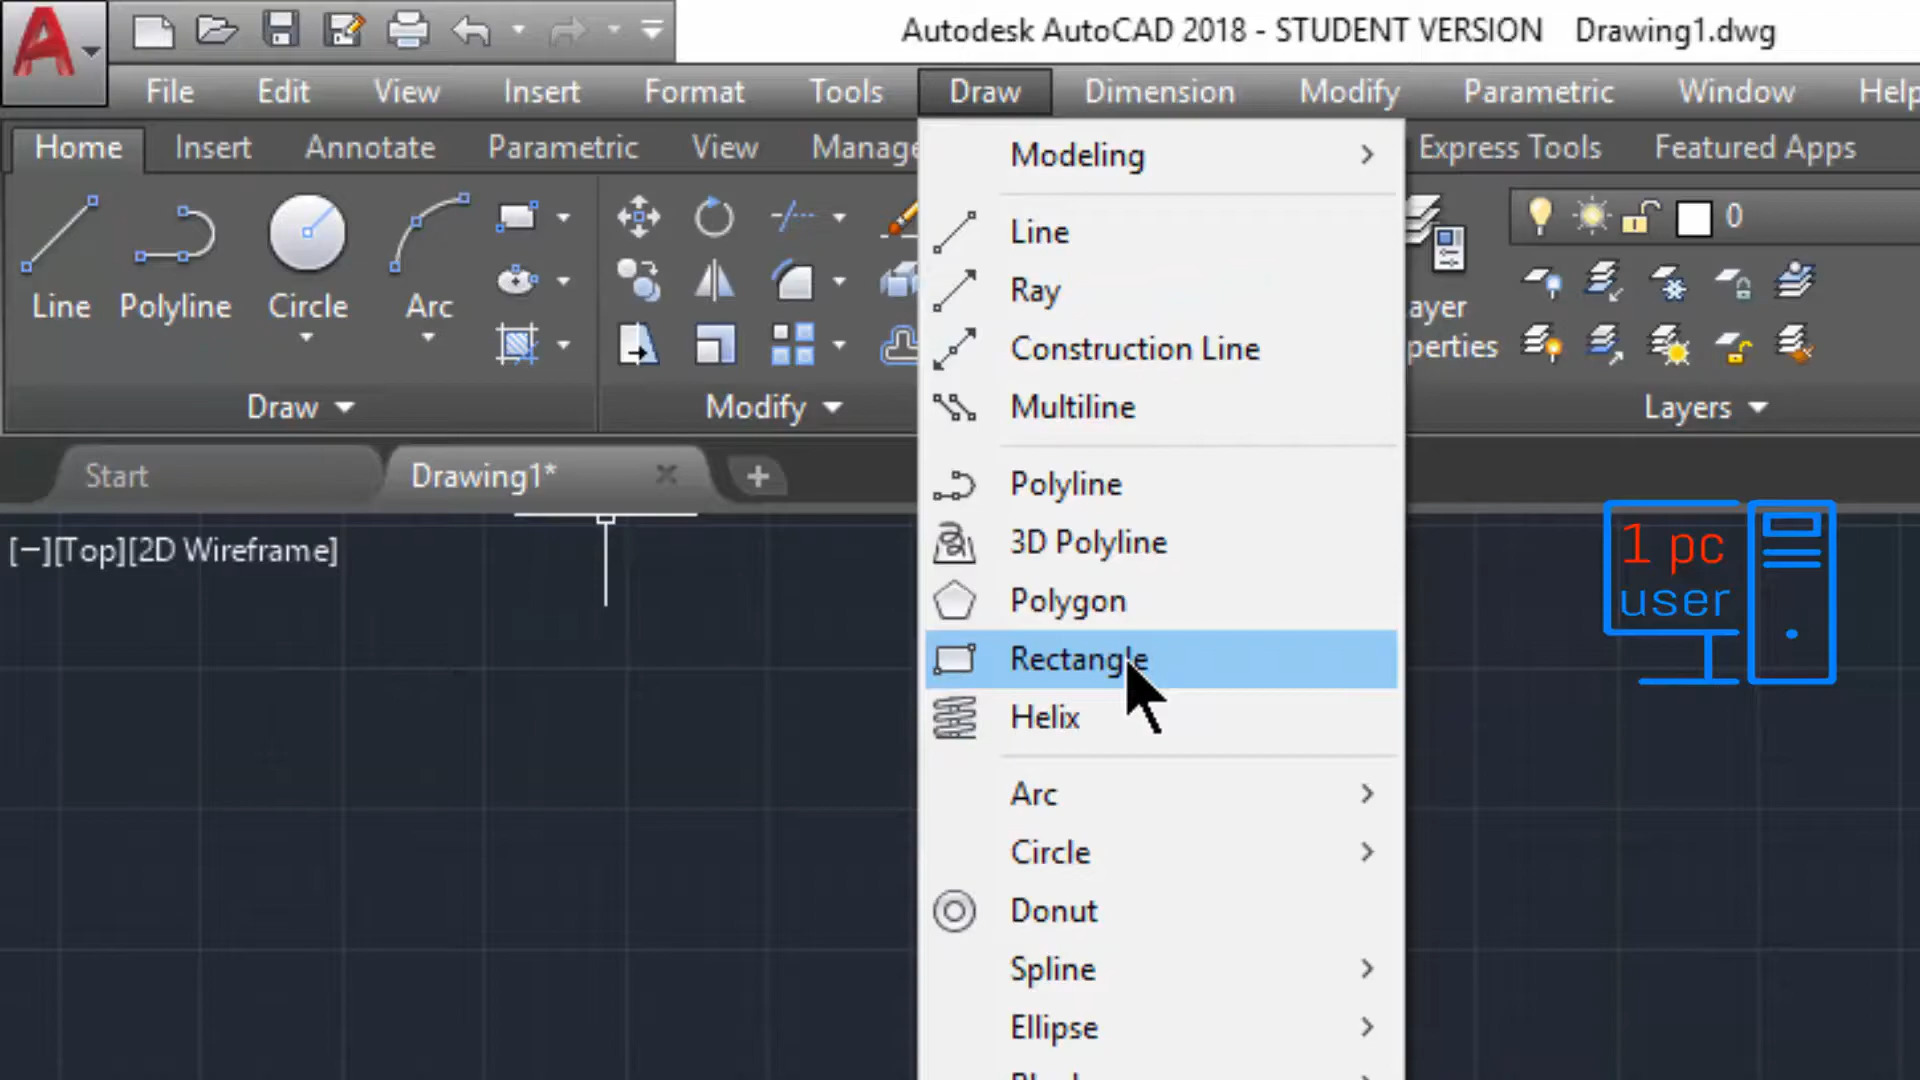 Autodesk AutoCAD 2018 - STUDENT VERSION Drawing1.dwg
File Edit View Insert Format Tools Draw Dimension Modify Parametric Window Help
Home Insert Annotate Parametric View Manage Express Tools Featured Apps
Modeling
Line
Ray
Construction Line
Multiline
Polyline
3D Polyline
Polygon
Rectangle
Helix
Arc
Circle
Donut
Spline
Ellipse
Line Polyline Circle Arc
Draw Modify
0
ayer
perties
Layers
Start Drawing1*
[−][Top][2D Wireframe]
1 pc
user